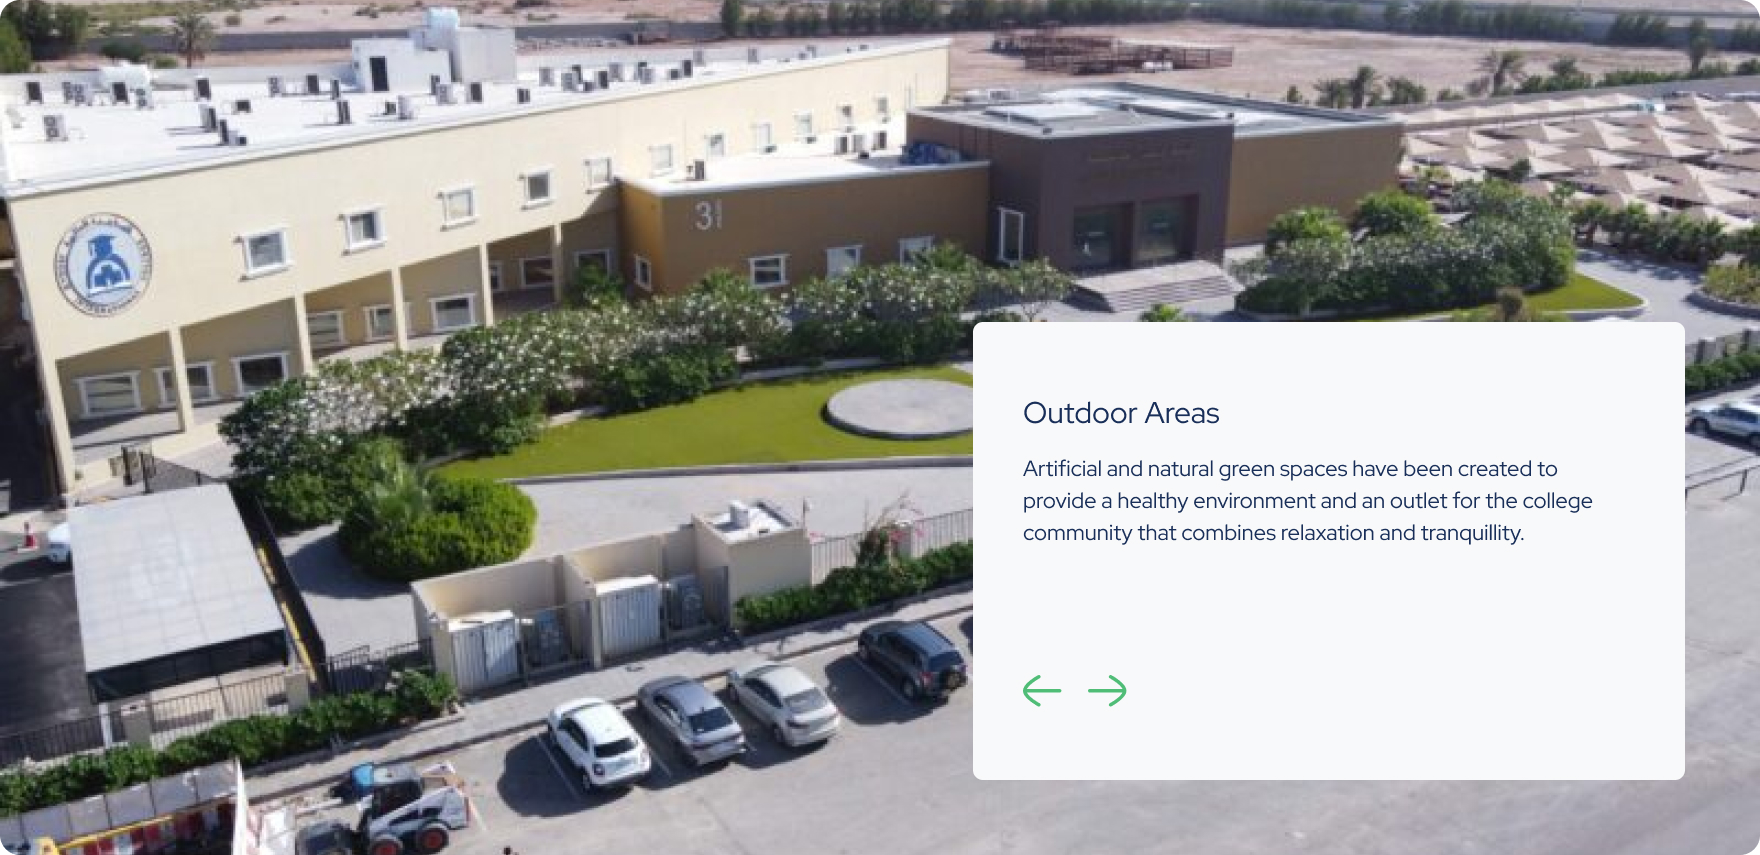 31
Outdoor Areas
Artificial and natural green spaces have been created to
provide a healthy environment and an outlet for the college
community that combines relaxation and tranquillity.